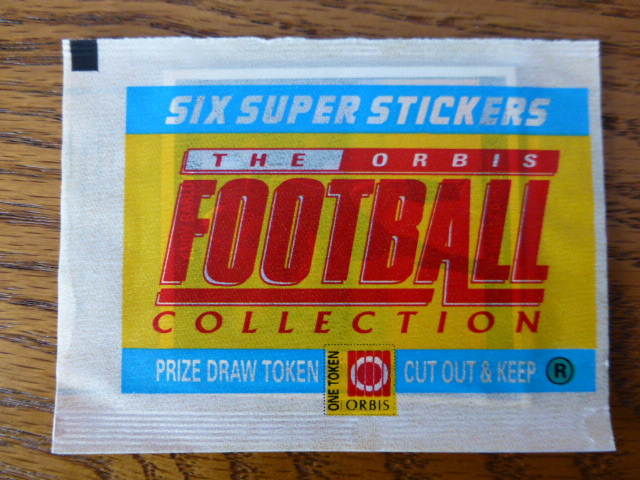 SIX SUPER STICKERS
THE ORBIS
FOOTBALL
COLLECTION
PRIZE DRAW TOKEN
ONE TOKEN
ORBIS
CUT OUT & KEEP
R